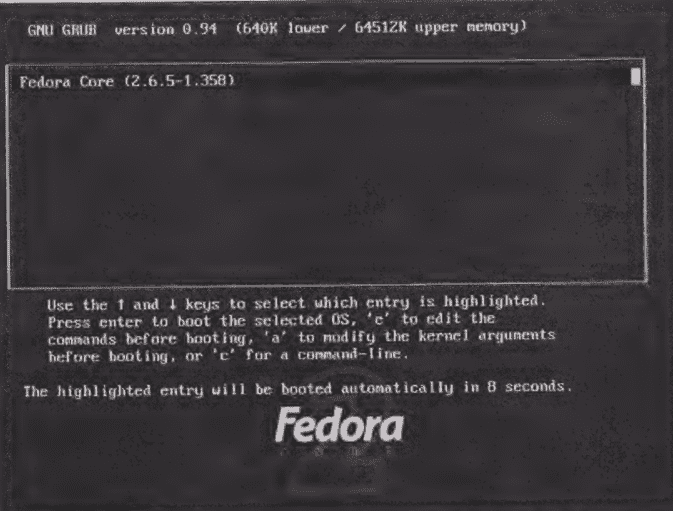 GNU GRUB version 0.94 (640K lower / 64512K upper memory)
Fedora Core (2.6.5-1.358)
Use the ↑ and ↓ keys to select which entry is highlighted.
Press enter to boot the selected OS, 'e' to edit the
commands before booting, 'a' to modify the kernel arguments
before booting, or 'c' for a command-line.
The highlighted entry will be booted automatically in 8 seconds.
Fedora